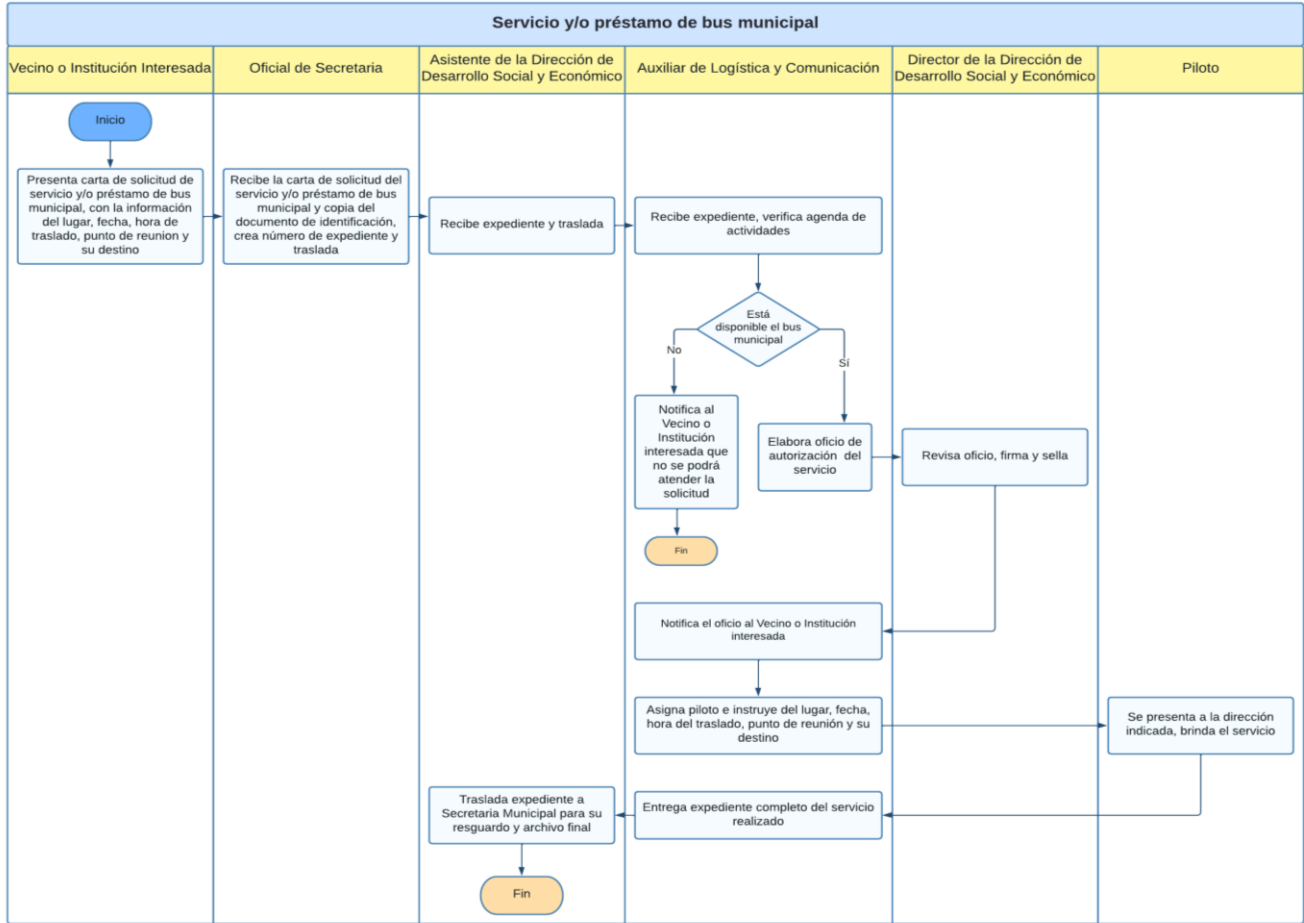 Servicio y/o préstamo de bus municipal
Vecino o Institución Interesada
Oficial de Secretaria
Asistente de la Dirección de
Desarrollo Social y Económico
Auxiliar de Logística y Comunicación
Director de la Dirección de
Desarrollo Social y Económico
Piloto
Inicio
Presenta carta de solicitud de
servicio y/o préstamo de bus
municipal, con la información
del lugar, fecha, hora de
traslado, punto de reunion y
su destino
Recibe la carta de solicitud del
servicio y/o préstamo de bus
municipal y copia del
documento de identificación,
crea número de expediente y
traslada
Recibe expediente y traslada
Recibe expediente, verifica agenda de
actividades
Está
disponible el bus
municipal
No
Sí
Notifica al
Vecino o
Institución
interesada que
no se podrá
atender la
solicitud
Elabora oficio de
autorización del
servicio
Revisa oficio, firma y sella
Fin
Notifica el oficio al Vecino o Institución
interesada
Asigna piloto e instruye del lugar, fecha,
hora del traslado, punto de reunión y su
destino
Se presenta a la dirección
indicada, brinda el servicio
Entrega expediente completo del servicio
realizado
Traslada expediente a
Secretaria Municipal para su
resguardo y archivo final
Fin